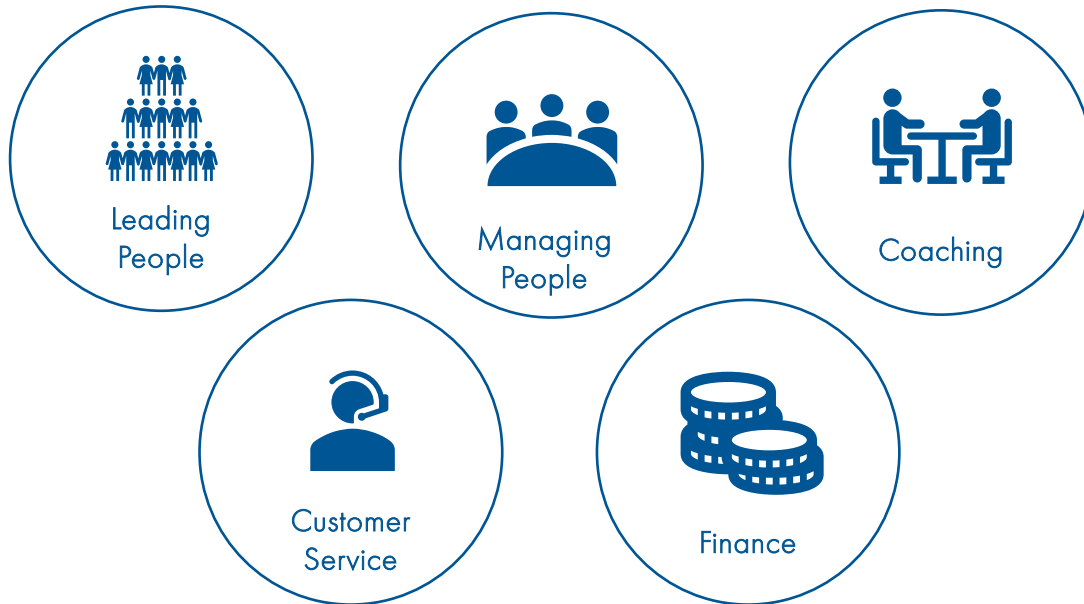 Leading
People
Managing
People
Coaching
Customer
Service
Finance